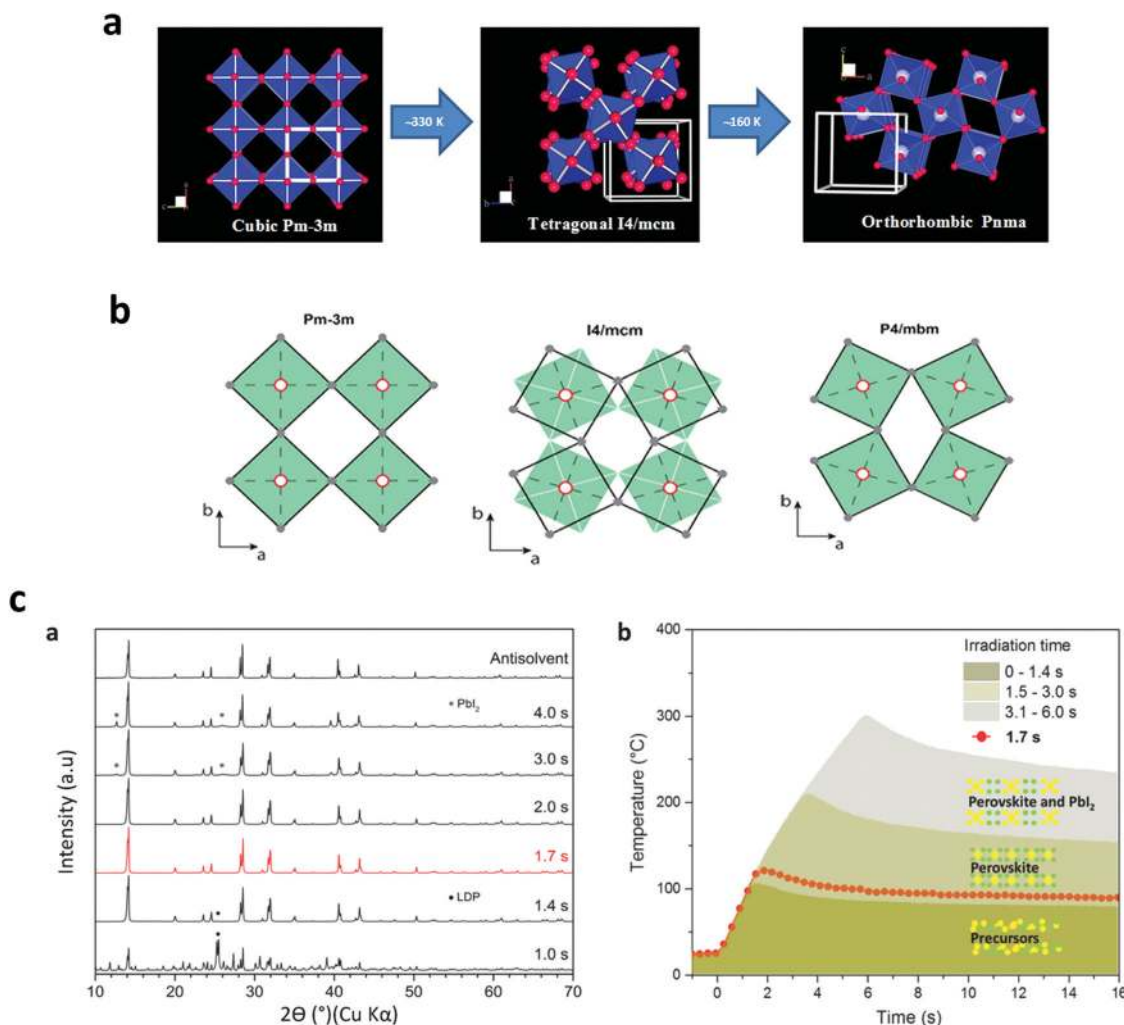 a
~330 K
~160 K
Cubic Pm-3m
Tetragonal I4/mcm
Orthorhombic Pnma
b
Pm-3m
I4/mcm
P4/mbm
b
a
b
a
b
a
c
a
Intensity (a.u)
Antisolvent
* PbI₂
4.0 s
* *
3.0 s
* *
2.0 s
1.7 s
• LDP
1.4 s
1.0 s
10 20 30 40 50 60 70
2Θ (°)(Cu Kα)
b
Temperature (°C)
400
300
200
100
0
Irradiation time
0 - 1.4 s
1.5 - 3.0 s
3.1 - 6.0 s
1.7 s
Perovskite and PbI₂
Perovskite
Precursors
0 2 4 6 8 10 12 14 16
Time (s)